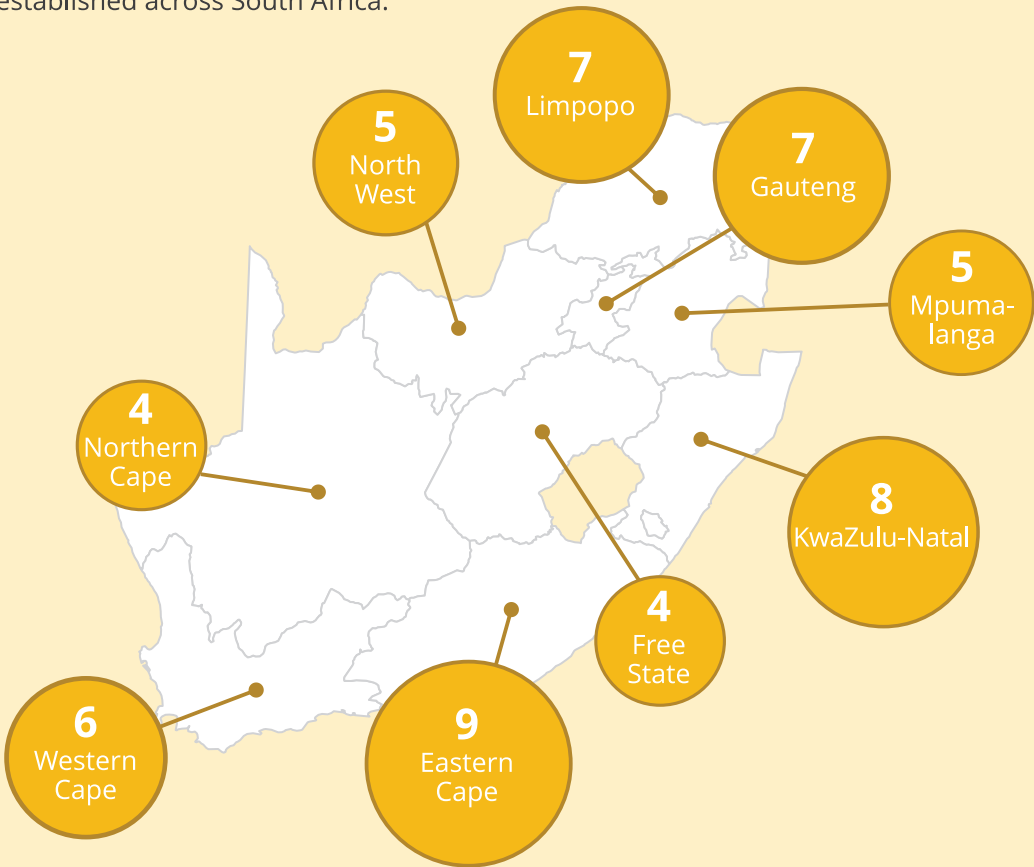 established across South Africa.
7
Limpopo
5
North
West
7
Gauteng
5
Mpuma-
langa
4
Northern
Cape
8
KwaZulu-Natal
4
Free
State
6
Western
Cape
9
Eastern
Cape